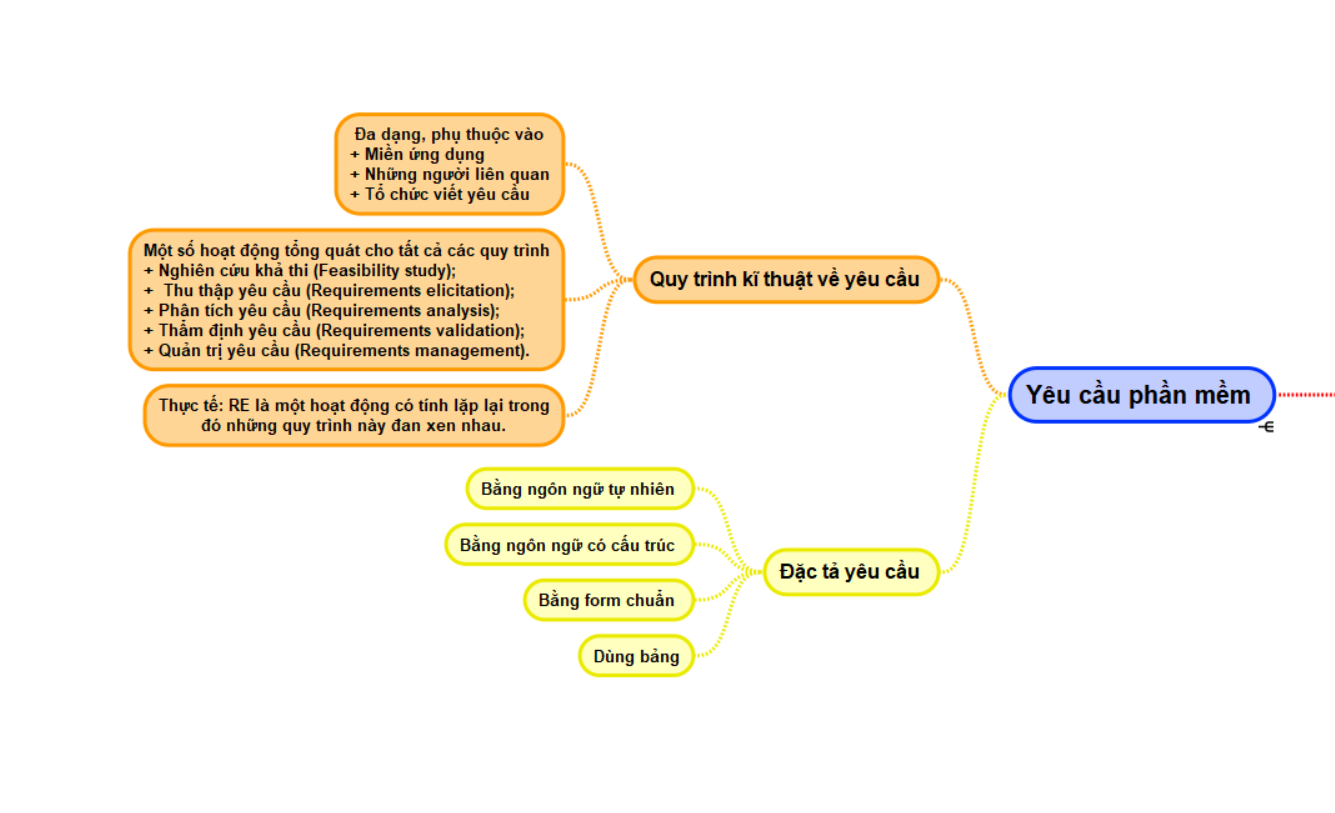 Đa dạng, phụ thuộc vào
+ Miền ứng dụng
+ Những người liên quan
+ Tổ chức viết yêu cầu
Một số hoạt động tổng quát cho tất cả các quy trình
+ Nghiên cứu khả thi (Feasibility study);
+ Thu thập yêu cầu (Requirements elicitation);
+ Phân tích yêu cầu (Requirements analysis);
+ Thẩm định yêu cầu (Requirements validation);
+ Quản trị yêu cầu (Requirements management).
Thực tế: RE là một hoạt động có tính lặp lại trong
đó những quy trình này đan xen nhau.
Quy trình kĩ thuật về yêu cầu
Yêu cầu phần mềm
Bằng ngôn ngữ tự nhiên
Bằng ngôn ngữ có cấu trúc
Bằng form chuẩn
Dùng bảng
Đặc tả yêu cầu